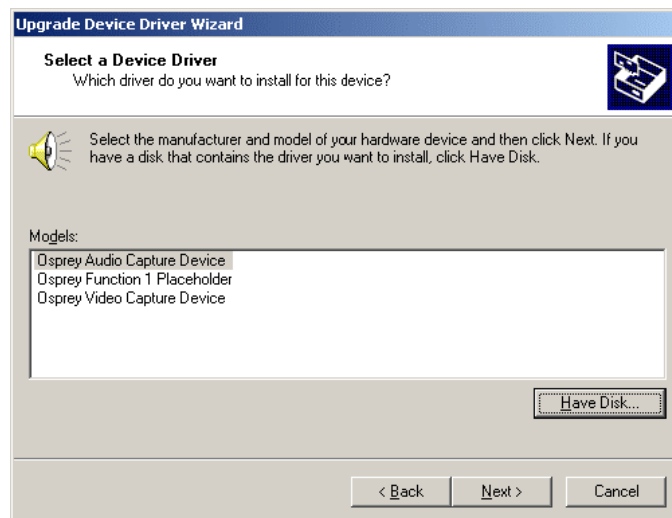 Upgrade Device Driver Wizard
Select a Device Driver
Which driver do you want to install for this device?
Select the manufacturer and model of your hardware device and then click Next. If you
have a disk that contains the driver you want to install, click Have Disk.
Models:
Osprey Audio Capture Device
Osprey Function 1 Placeholder
Osprey Video Capture Device
Have Disk...
< Back
Next >
Cancel